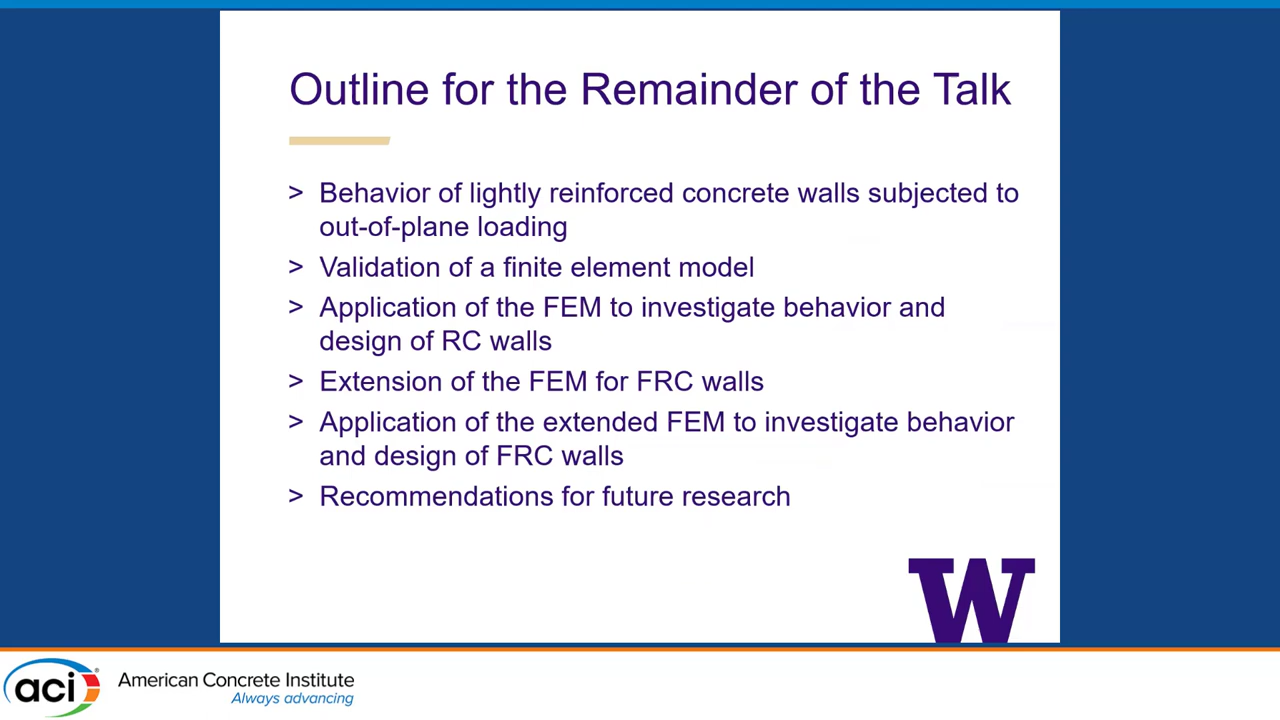 Outline for the Remainder of the Talk
> Behavior of lightly reinforced concrete walls subjected to
out-of-plane loading
> Validation of a finite element model
> Application of the FEM to investigate behavior and
design of RC walls
> Extension of the FEM for FRC walls
> Application of the extended FEM to investigate behavior
and design of FRC walls
> Recommendations for future research
W
aci®
American Concrete Institute
Always advancing